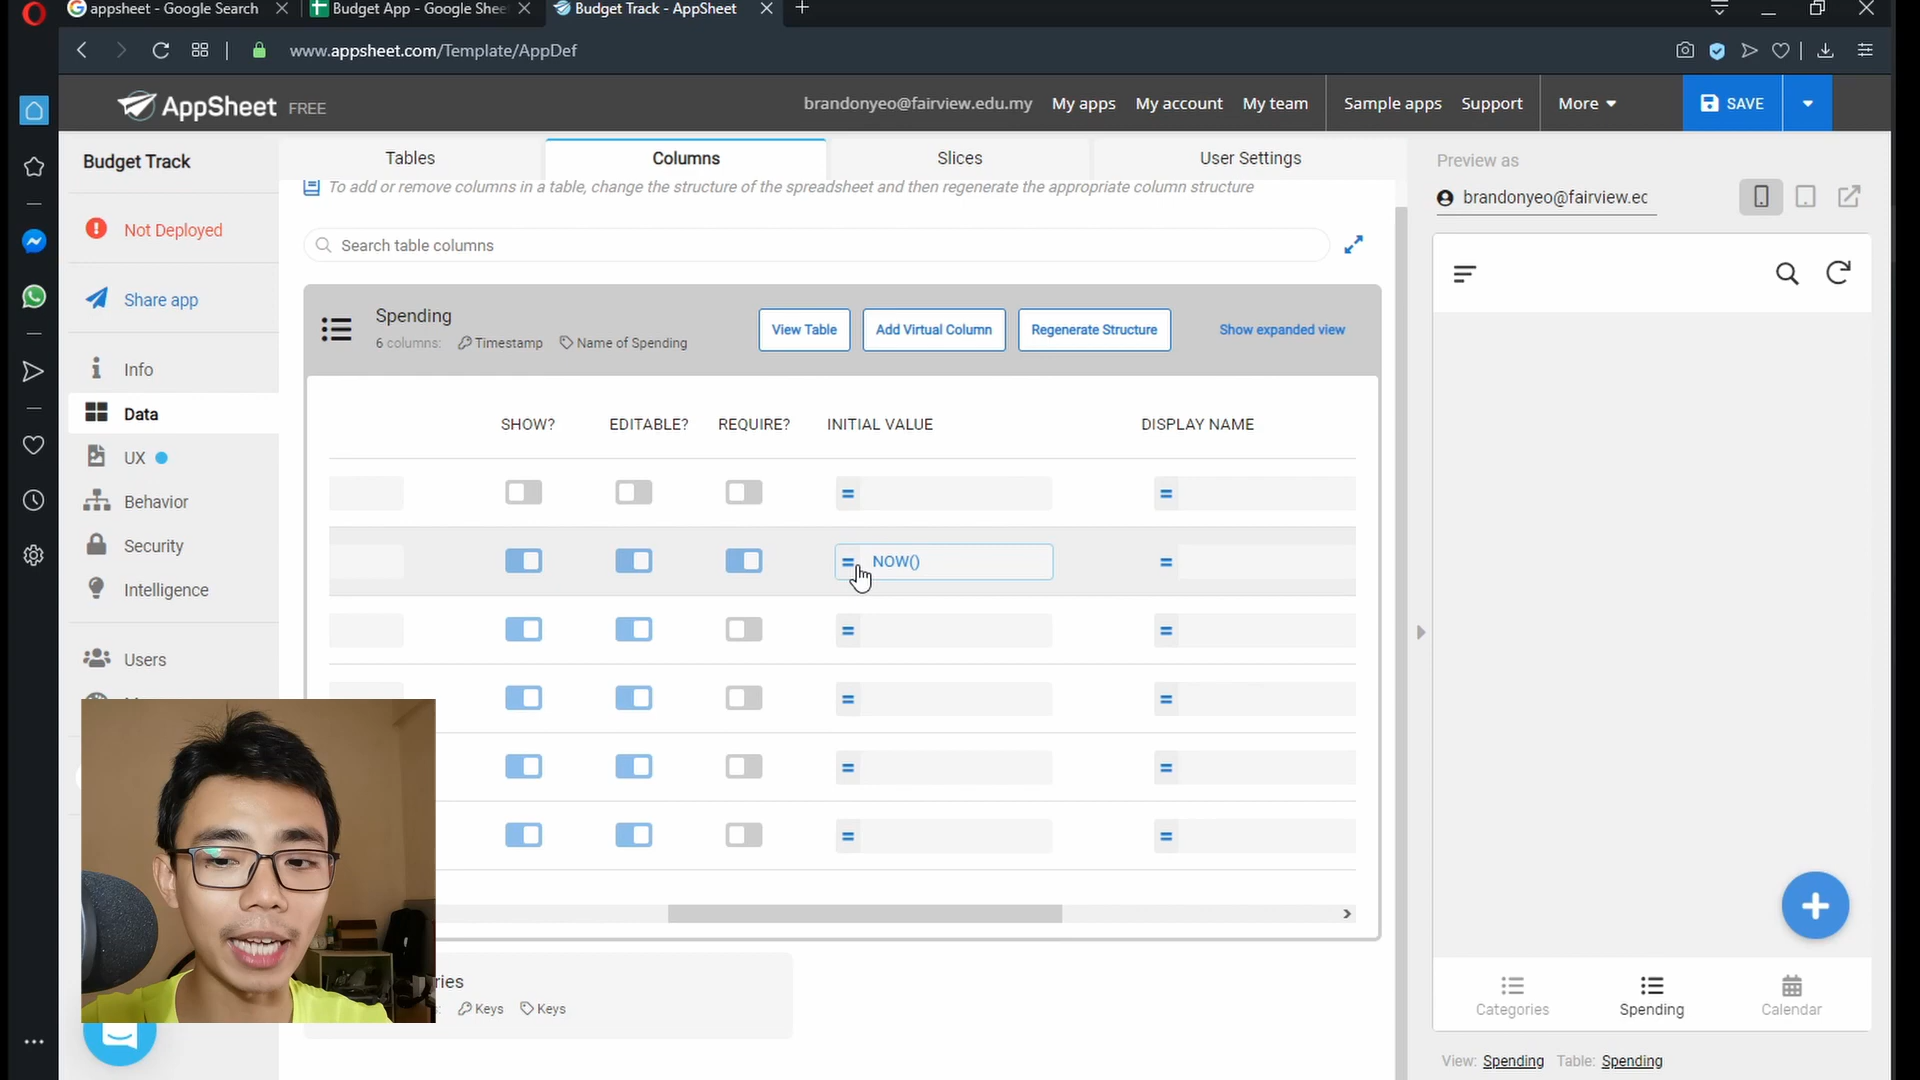 appsheet - Google Search
Budget App - Google She
Budget Track - AppSheet
www.appsheet.com/Template/AppDef
AppSheet FREE
brandonyeo@fairview.edu.my My apps My account My team Sample apps Support More SAVE
Budget Track
Not Deployed
Share app
Info
Data
UX
Behavior
Security
Intelligence
Users
Tables Columns Slices User Settings
To add or remove columns in a table, change the structure of the spreadsheet and then regenerate the appropriate column structure
Search table columns
Spending
6 columns: Timestamp Name of Spending
View Table Add Virtual Column Regenerate Structure Show expanded view
SHOW? EDITABLE? REQUIRE? INITIAL VALUE DISPLAY NAME
= =
= NOW() =
= =
= =
= =
= =
ries
Keys Keys
Preview as
brandonyeo@fairview.ec
Categories Spending Calendar
View: Spending Table: Spending